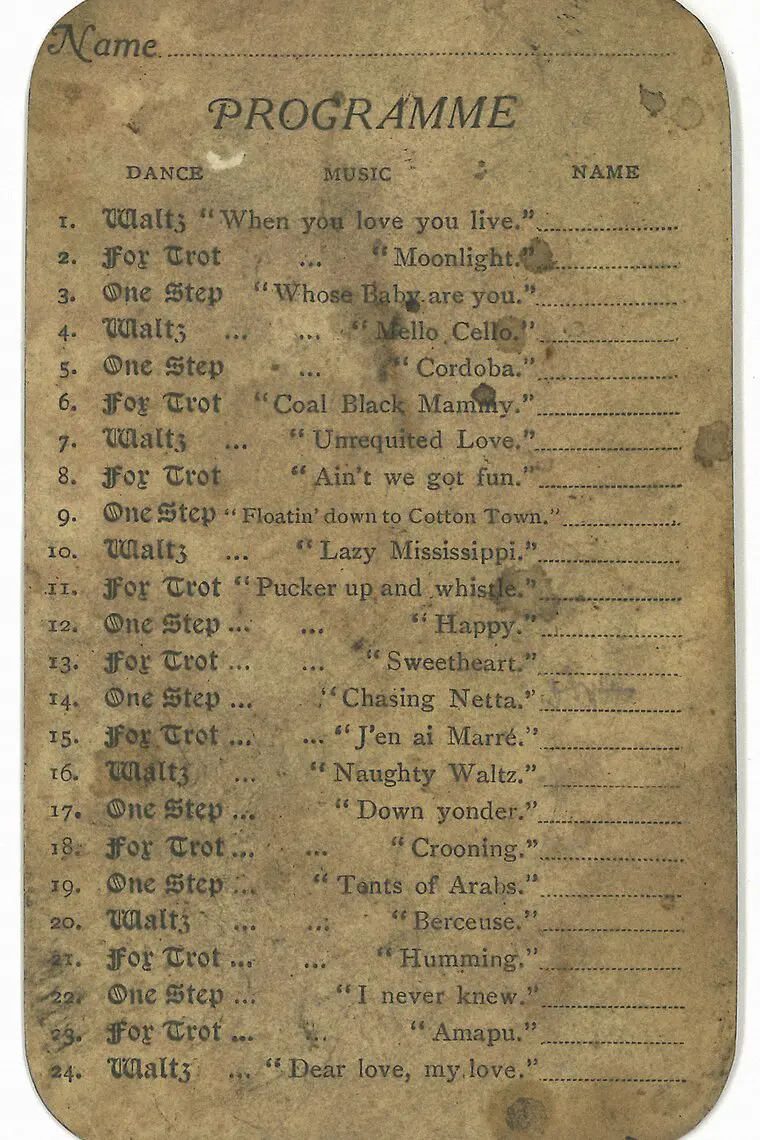 Name
PROGRAMME
DANCE MUSIC NAME
1. Waltz "When you love you live."
2. Fox Trot ... "Moonlight."
3. One Step "Whose Baby are you."
4. Waltz ... ... "Mello Cello."
5. One Step ... "Cordoba."
6. Fox Trot "Coal Black Mammy."
7. Waltz ... "Unrequited Love."
8. Fox Trot "Ain't we got fun."
9. One Step "Floatin' down to Cotton Town."
10. Waltz ... "Lazy Mississippi."
11. Fox Trot "Pucker up and whistle."
12. One Step ... ... "Happy."
13. Fox Trot ... ... "Sweetheart."
14. One Step ... "Chasing Netta."
15. Fox Trot ... ... "J'en ai Marré."
16. Waltz ... "Naughty Waltz."
17. One Step ... "Down yonder."
18. Fox Trot ... ... "Crooning."
19. One Step ... "Tents of Arabs."
20. Waltz ... ... "Berceuse."
21. Fox Trot ... ... "Humming."
22. One Step ... "I never knew."
23. Fox Trot ... ... "Amapu."
24. Waltz ... "Dear love, my love."